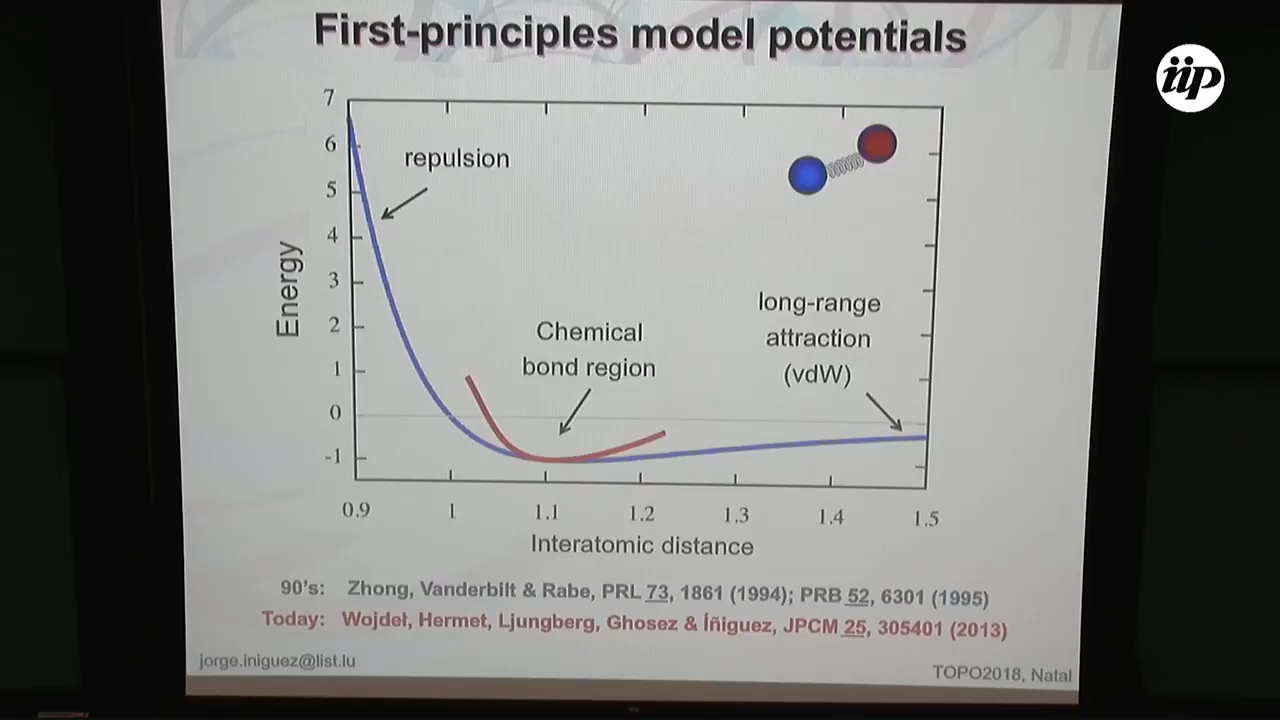 First-principles model potentials
iip
7
6
5
4
3
2
1
0
-1
Energy
repulsion
Chemical
bond region
long-range
attraction
(vdW)
0.9 1 1.1 1.2 1.3 1.4 1.5
Interatomic distance
90's: Zhong, Vanderbilt & Rabe, PRL 73, 1861 (1994); PRB 52, 6301 (1995)
Today: Wojdeł, Hermet, Ljungberg, Ghosez & Íñiguez, JPCM 25, 305401 (2013)
jorge.iniguez@list.lu
TOPO2018, Natal